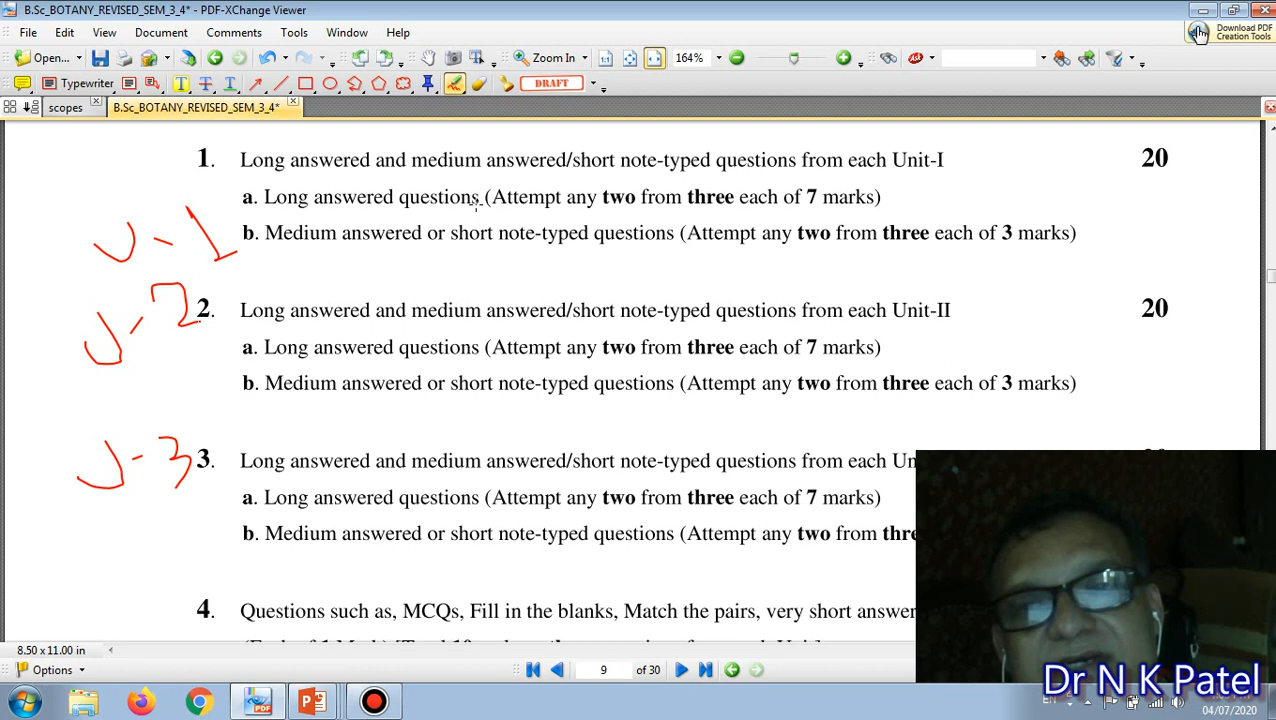 B.Sc_BOTANY_REVISED_SEM_3_4* - PDF-XChange Viewer
File Edit View Document Comments Tools Window Help
Download PDF
Creation Tools
Open... Zoom In 164%
Typewriter DRAFT
scopes B.Sc_BOTANY_REVISED_SEM_3_4*
1. Long answered and medium answered/short note-typed questions from each Unit-I 20
a. Long answered questions (Attempt any two from three each of 7 marks)
U - 1
b. Medium answered or short note-typed questions (Attempt any two from three each of 3 marks)
U - 2
2. Long answered and medium answered/short note-typed questions from each Unit-II 20
a. Long answered questions (Attempt any two from three each of 7 marks)
b. Medium answered or short note-typed questions (Attempt any two from three each of 3 marks)
U - 3
3. Long answered and medium answered/short note-typed questions from each
a. Long answered questions (Attempt any two from three each of 7 marks)
b. Medium answered or short note-typed questions (Attempt any two from
4. Questions such as, MCQs, Fill in the blanks, Match the pairs, very short answer
8.50 x 11.00 in
Options 9 of 30
Dr N K Patel
EN
04/07/2020